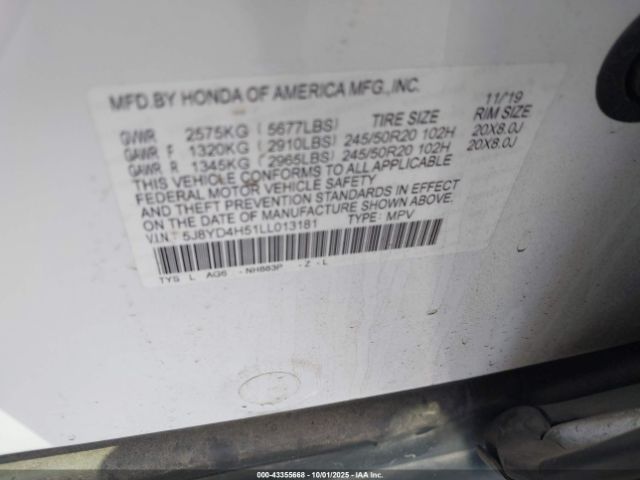 MFD.BY HONDA OF AMERICA MFG.,INC.
11/19
TIRE SIZE RIM SIZE
GVWR 2575KG (5677LBS)
GAWR F 1320KG (2910LBS) 245/50R20 102H 20X8.0J
GAWR R 1345KG (2965LBS) 245/50R20 102H 20X8.0J
THIS VEHICLE CONFORMS TO ALL APPLICABLE
FEDERAL MOTOR VEHICLE SAFETY
AND THEFT PREVENTION STANDARDS IN EFFECT
ON THE DATE OF MANUFACTURE SHOWN ABOVE.
V.I.N.: 5J8YD4H51LL013181 TYPE: MPV
TYS L AG6 - NH883P - Z - L
000-43355668 10/01/2025 IAA Inc.